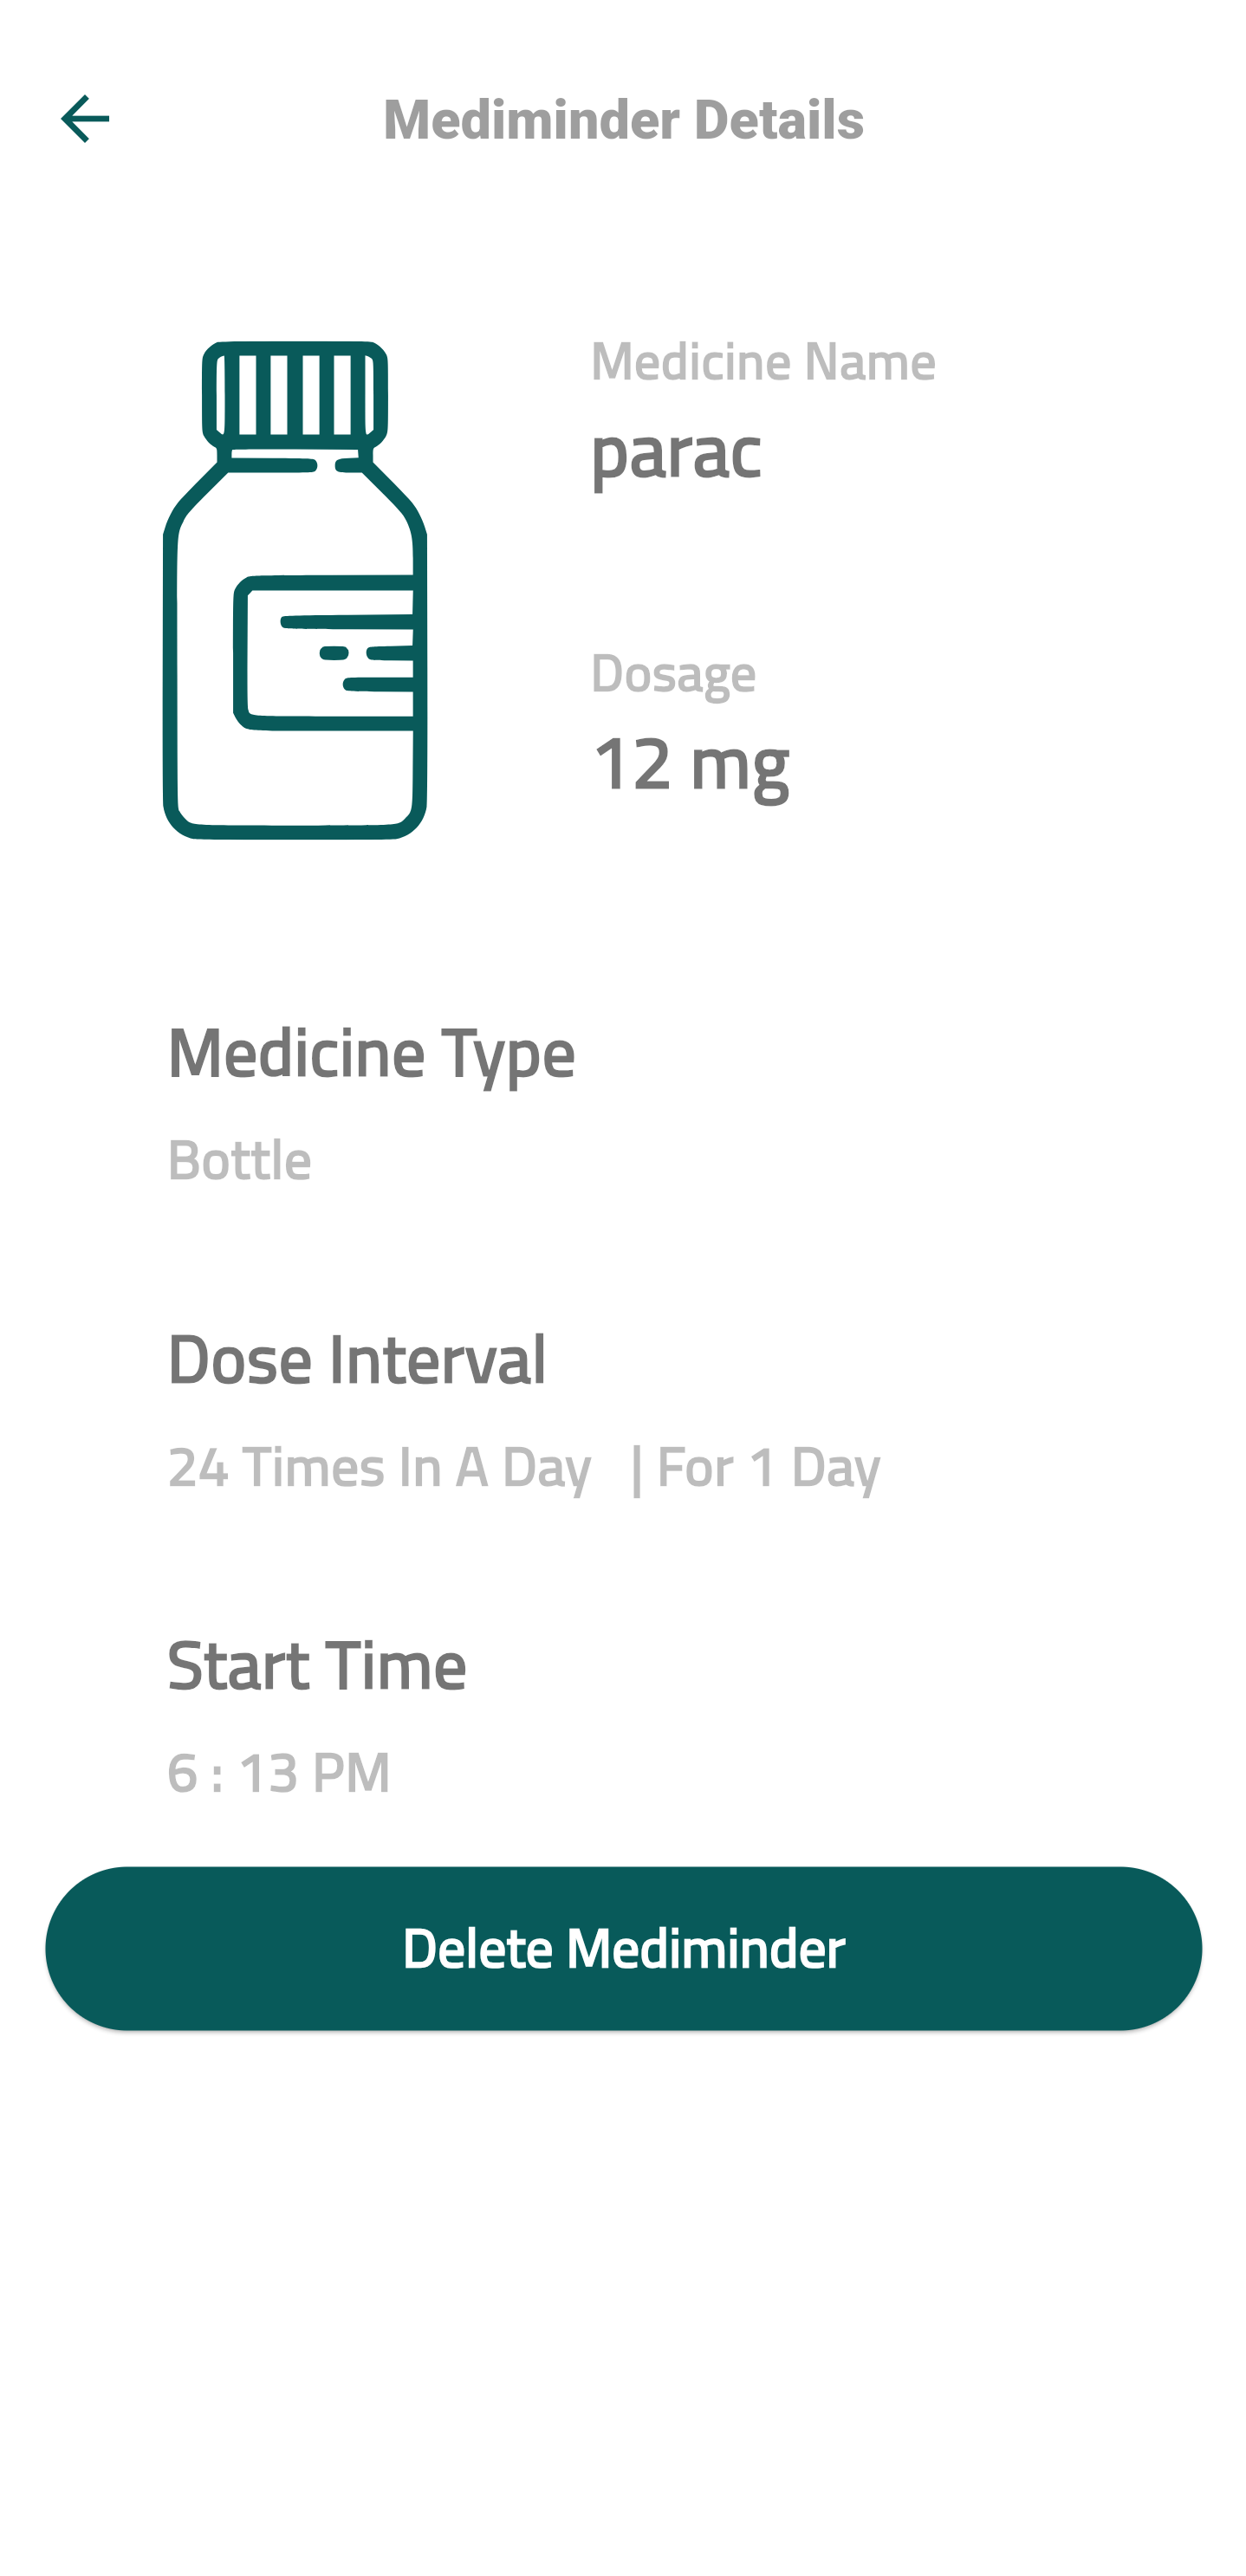 Mediminder Details
Medicine Name
parac
Dosage
12 mg
Medicine Type
Bottle
Dose Interval
24 Times In A Day | For 1 Day
Start Time
6 : 13 PM
Delete Mediminder